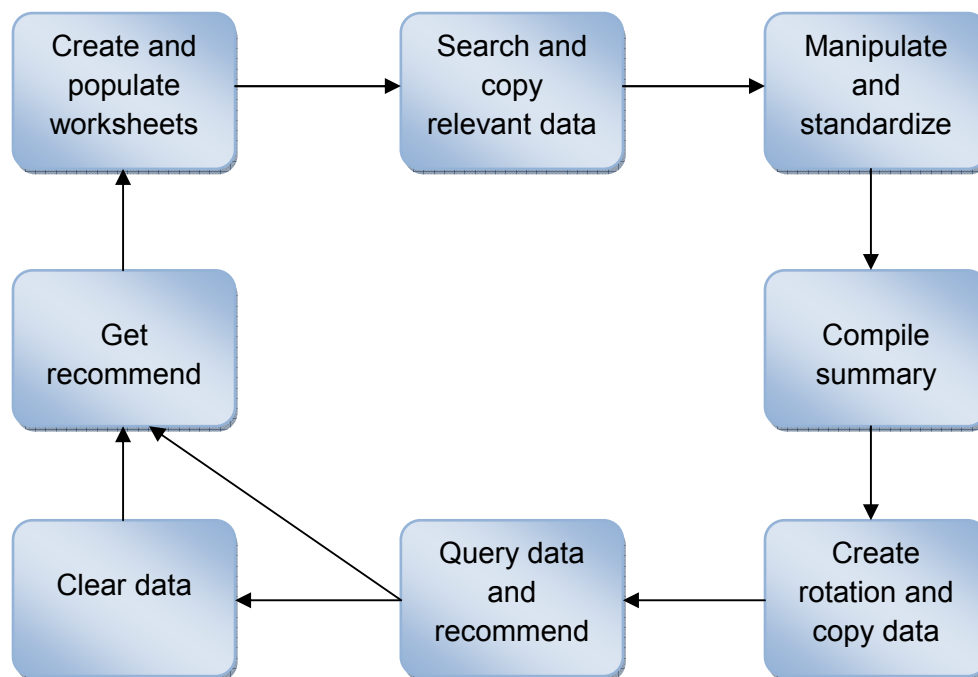 Create and
populate
worksheets
Search and
copy
relevant data
Manipulate
and
standardize
Get
recommend
Compile
summary
Clear data
Query data
and
recommend
Create
rotation and
copy data